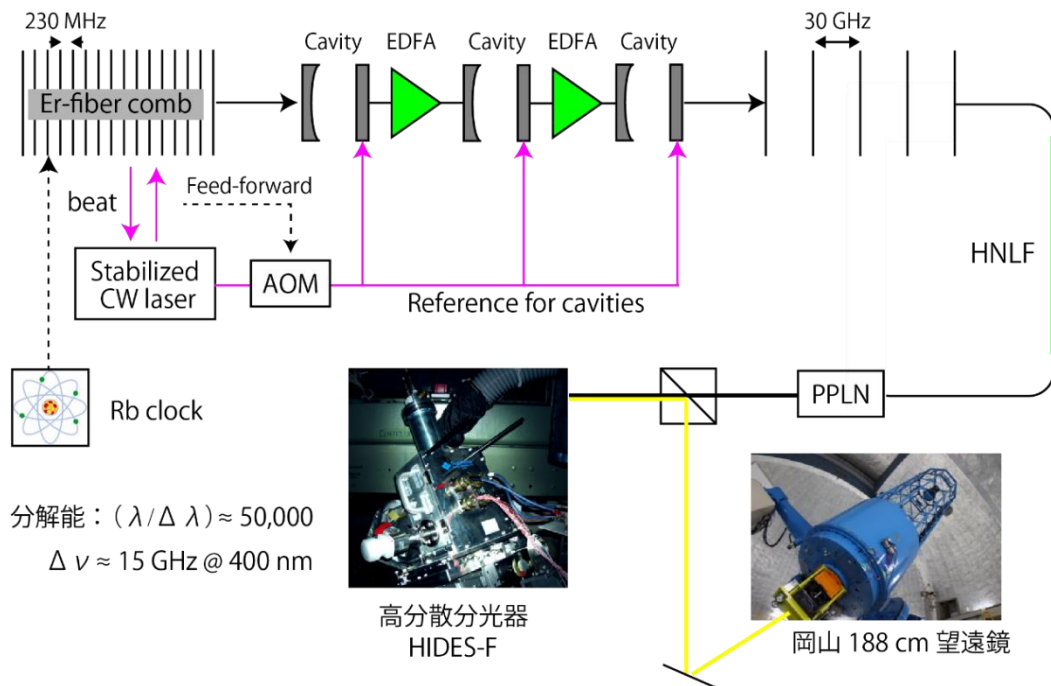 230 MHz
Cavity
EDFA
Cavity
EDFA
Cavity
30 GHz
Er-fiber comb
beat
Feed-forward
Stabilized
CW laser
AOM
Reference for cavities
HNLF
Rb clock
PPLN
分解能：( λ/Δ λ) ≈ 50,000
Δ ν ≈ 15 GHz @ 400 nm
高分散分光器
HIDES-F
岡山 188 cm 望遠鏡